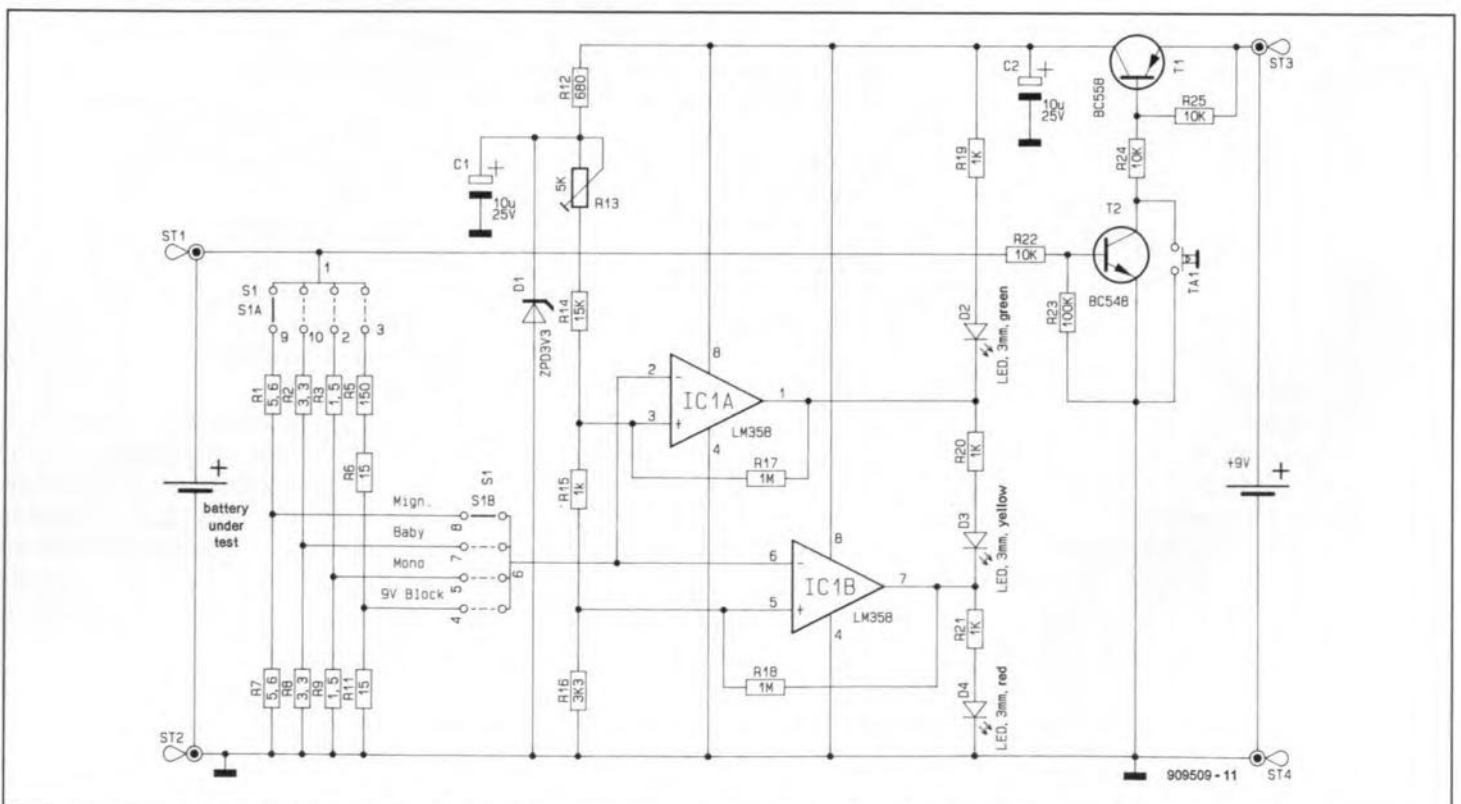 R12
680
C1
10u
25V
5K
R13
C2
10u
25V
BC558
T1
ST3
R25
10K
R24
10K
R19
1K
ST1
1
S1
S1A
9
10
2
3
R1
5,6
R2
3,3
R3
1,5
R5
150
R6
15
D1
ZPD3V3
R14
15K
R22
10K
T2
BC548
R23
100K
TA1
D2
LED, 3mm, green
2
3
8
1
4
IC1A
LM358
R17
1M
R15
1k
R20
1K
+9V
battery
under
test
S1
S1B
Mign.
8
Baby
7
Mono
5
9V Block
4
6
6
5
8
7
4
IC1B
LM358
D3
LED, 3mm, yellow
R21
1K
R18
1M
R16
3K3
R7
5,6
R8
3,3
R9
1,5
R11
15
D4
LED, 3mm, red
ST2
909509 - 11
ST4